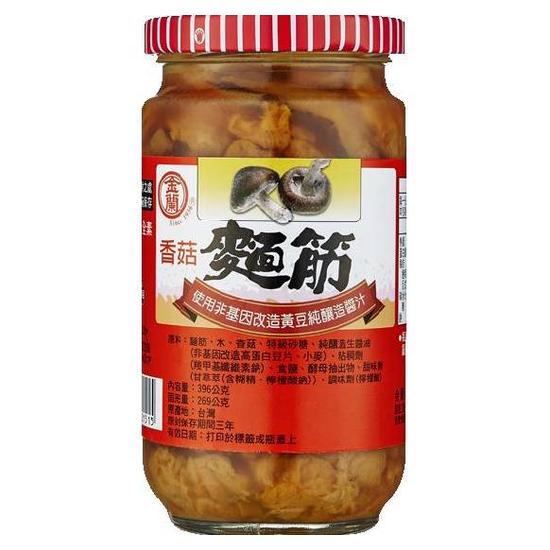 金蘭
Since 1936
香菇
麵筋
使用非基因改造黃豆純釀造醬汁
原料：麵筋、水、香菇、特級砂糖、純釀造生醬油
(非基因改造高蛋白豆片、小麥)、粘稠劑
(羧甲基纖維素鈉)、食鹽、酵母抽出物、甜味劑
(甘草萃(含糊精、檸檬酸鈉))、調味劑(檸檬酸)
內容量：396公克
固形量：269公克
原產地：台灣
原封保存期間三年
有效日期：打印於標籤或瓶蓋上
全素